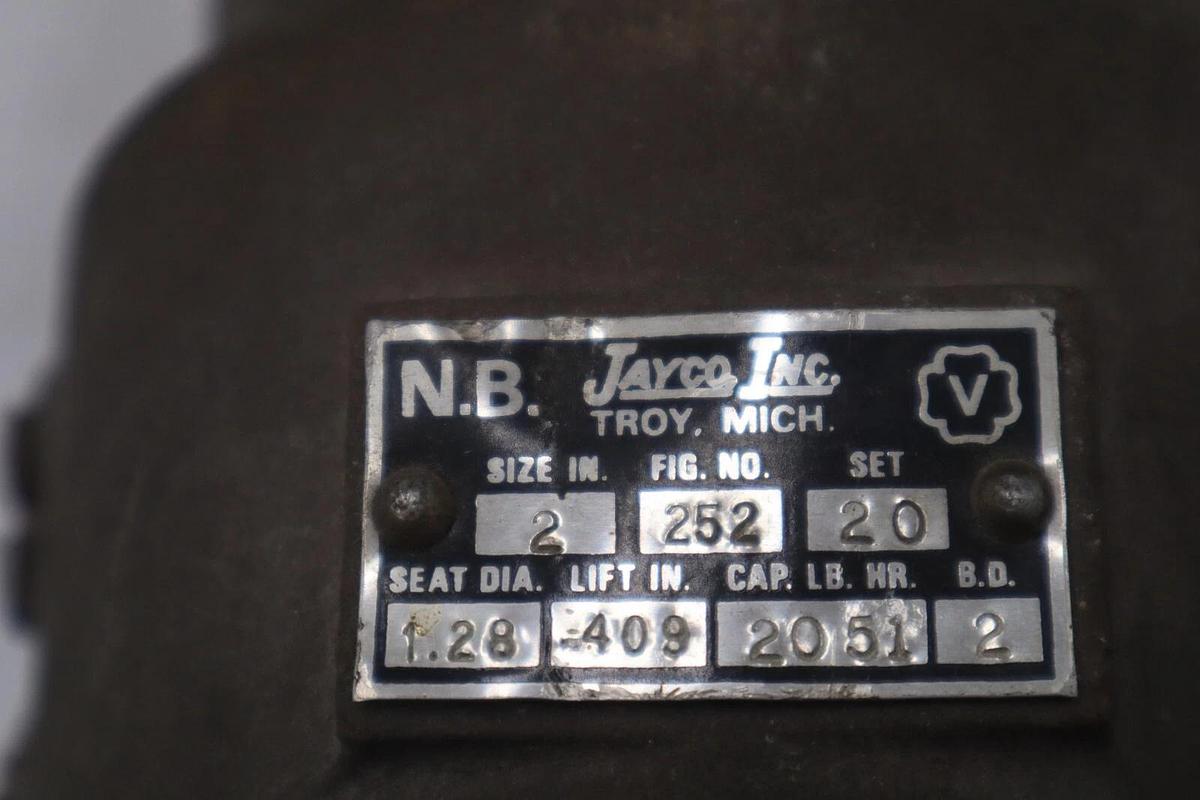 N.B. JAYCO INC. V
TROY, MICH.
SIZE IN. FIG. NO. SET
2 252 20
SEAT DIA. LIFT IN. CAP. LB. HR. B.D.
1.28 .409 2051 2